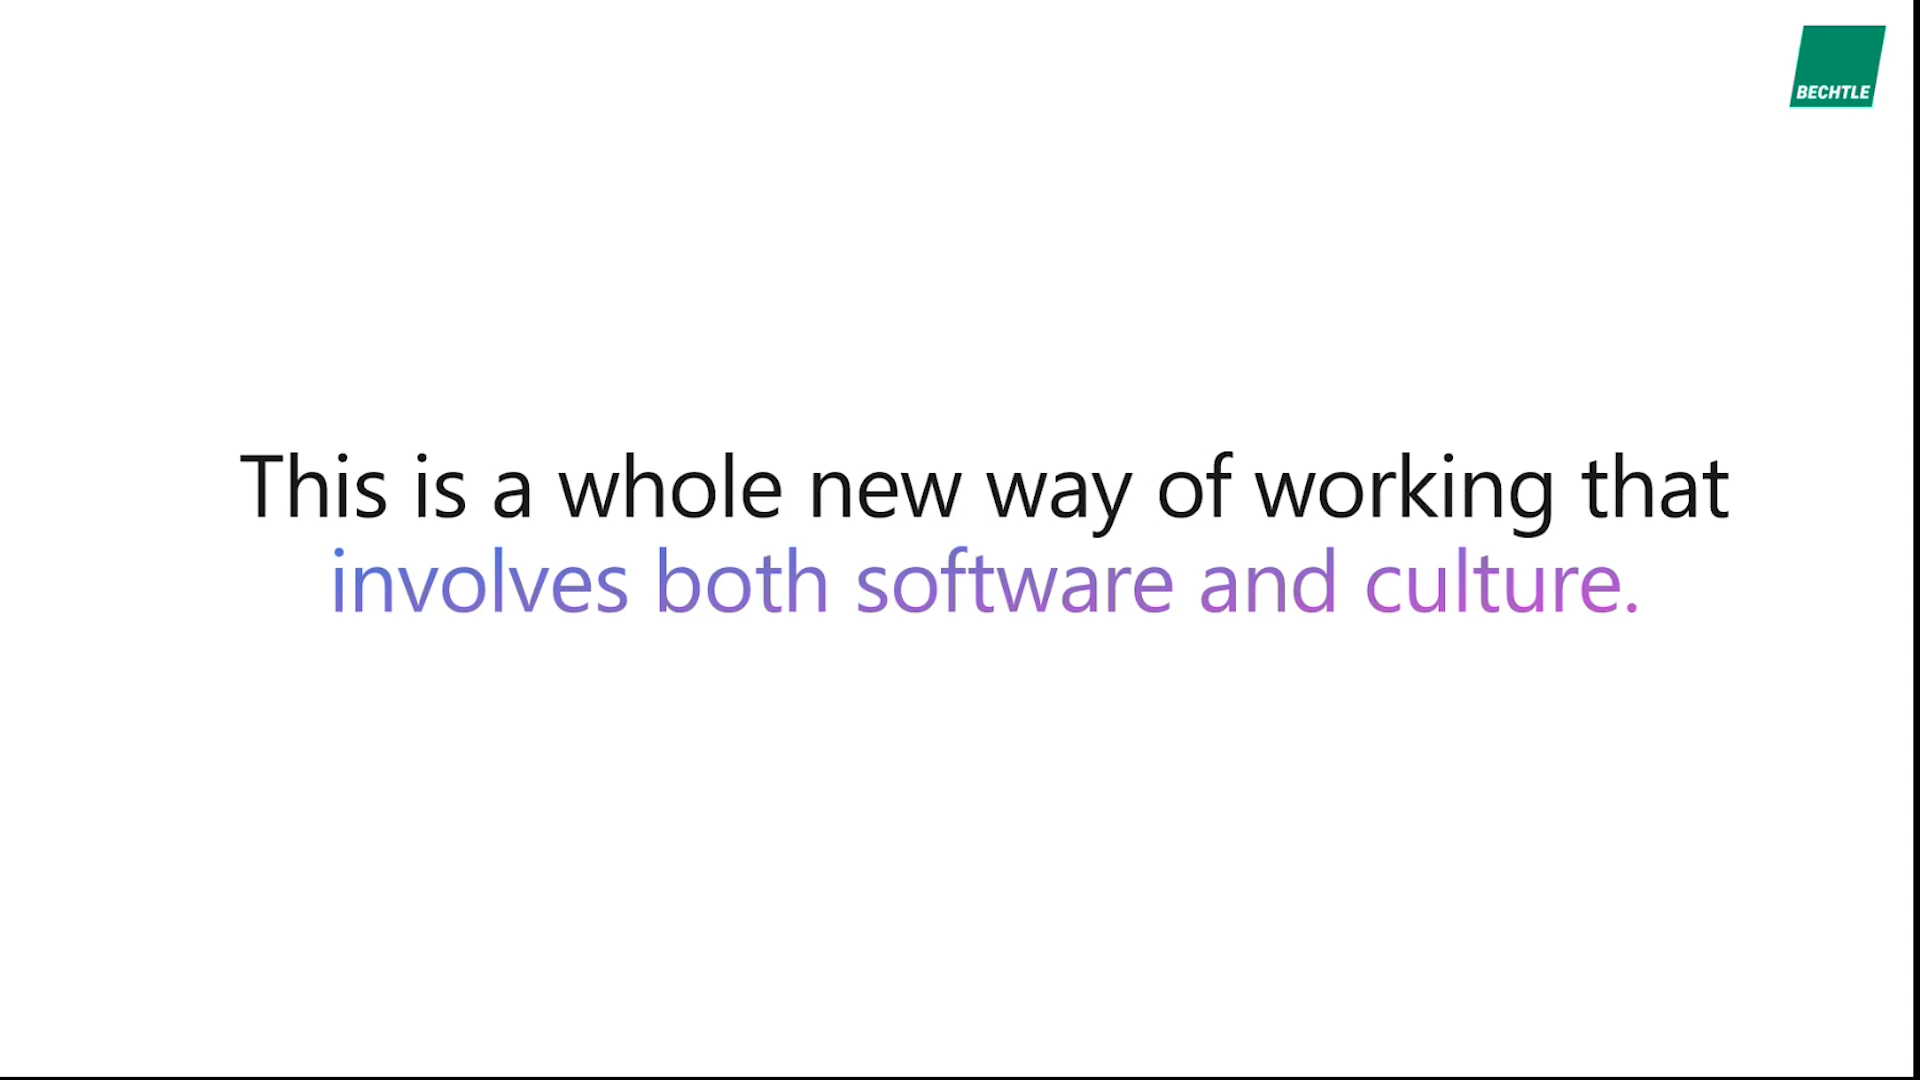 BECHTLE
This is a whole new way of working that
involves both software and culture.